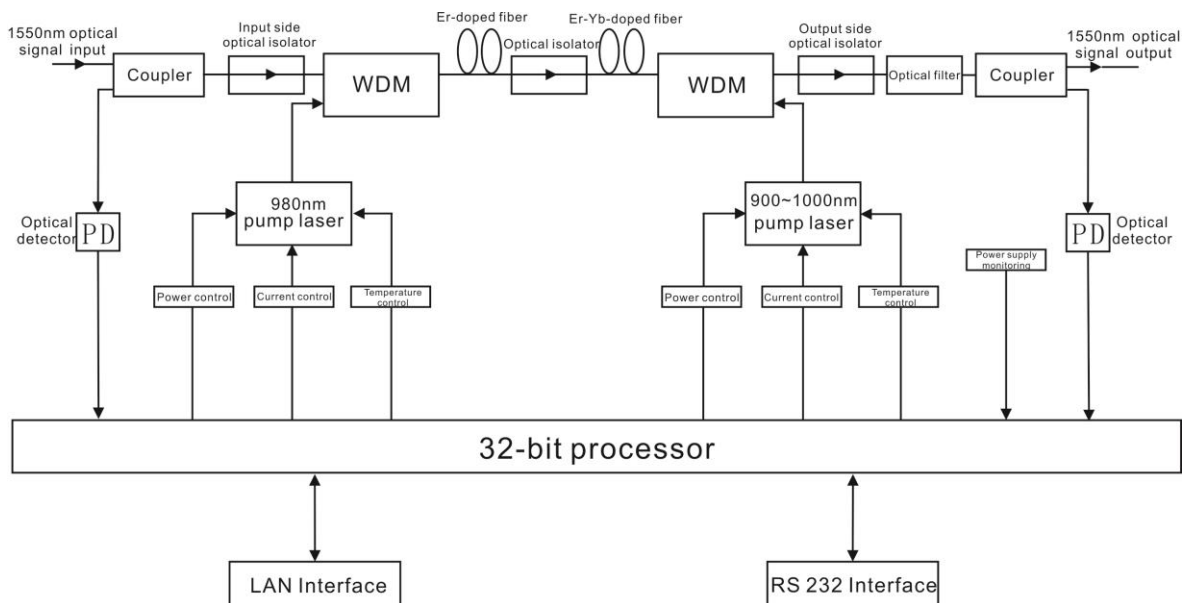 1550nm optical
signal input
Coupler
Input side
optical isolator
WDM
Er-doped fiber
Optical isolator
Er-Yb-doped fiber
WDM
Output side
optical isolator
Optical filter
Coupler
1550nm optical
signal output
Optical
detector
PD
980nm
pump laser
900~1000nm
pump laser
PD
Optical
detector
Power supply
monitoring
Power control
Current control
Temperature
control
Power control
Current control
Temperature
control
32-bit processor
LAN Interface
RS 232 Interface